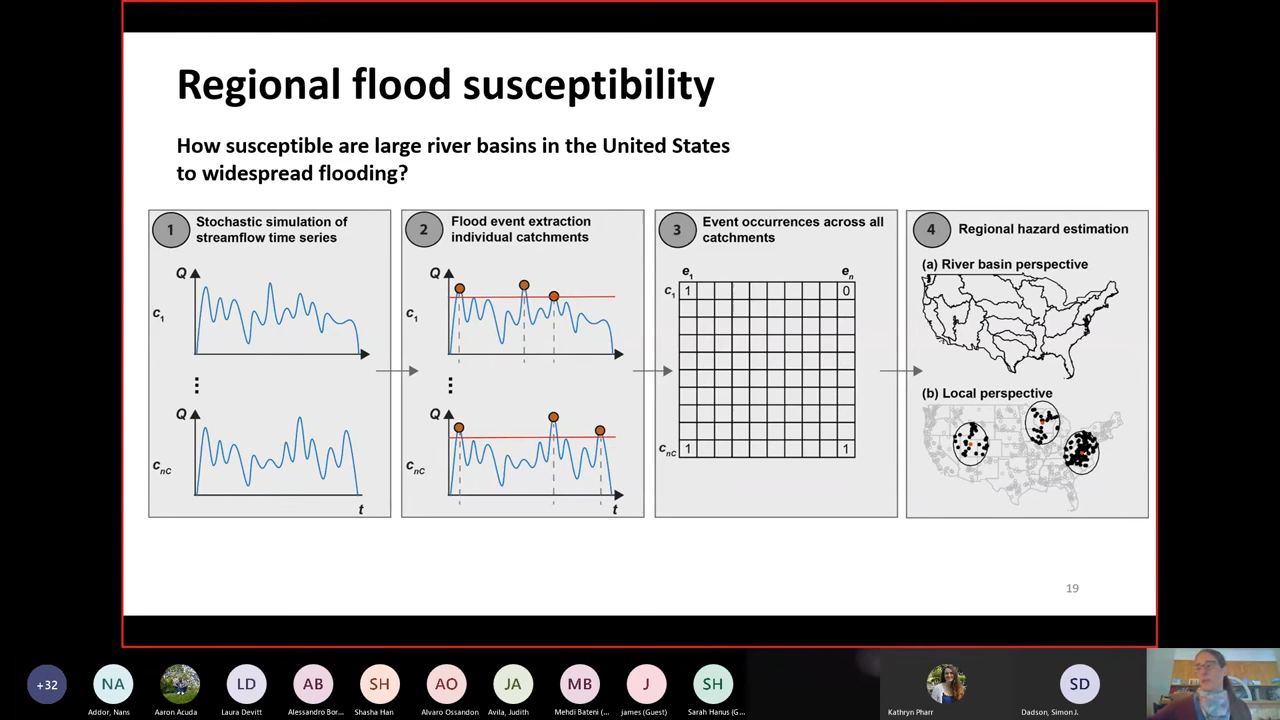 Regional flood susceptibility
How susceptible are large river basins in the United States
to widespread flooding?
1
Stochastic simulation of
streamflow time series
Q
c1
⋮
Q
cnC
t
2
Flood event extraction
individual catchments
Q
c1
⋮
Q
cnC
t
3
Event occurrences across all
catchments
e1
en
c1
1
0
cnC
1
1
4
Regional hazard estimation
(a) River basin perspective
(b) Local perspective
19
+32
NA
LD
AB
SH
AO
JA
MB
J
SH
SD
Addor, Nans
Aaron Acuda
Laura Devitt
Alessandro Bor...
Shasha Han
Alvaro Ossandon
Avila, Judith
Mehdi Bateni (...
james (Guest)
Sarah Hanus (G...
Kathryn Pharr
Dadson, Simon J.